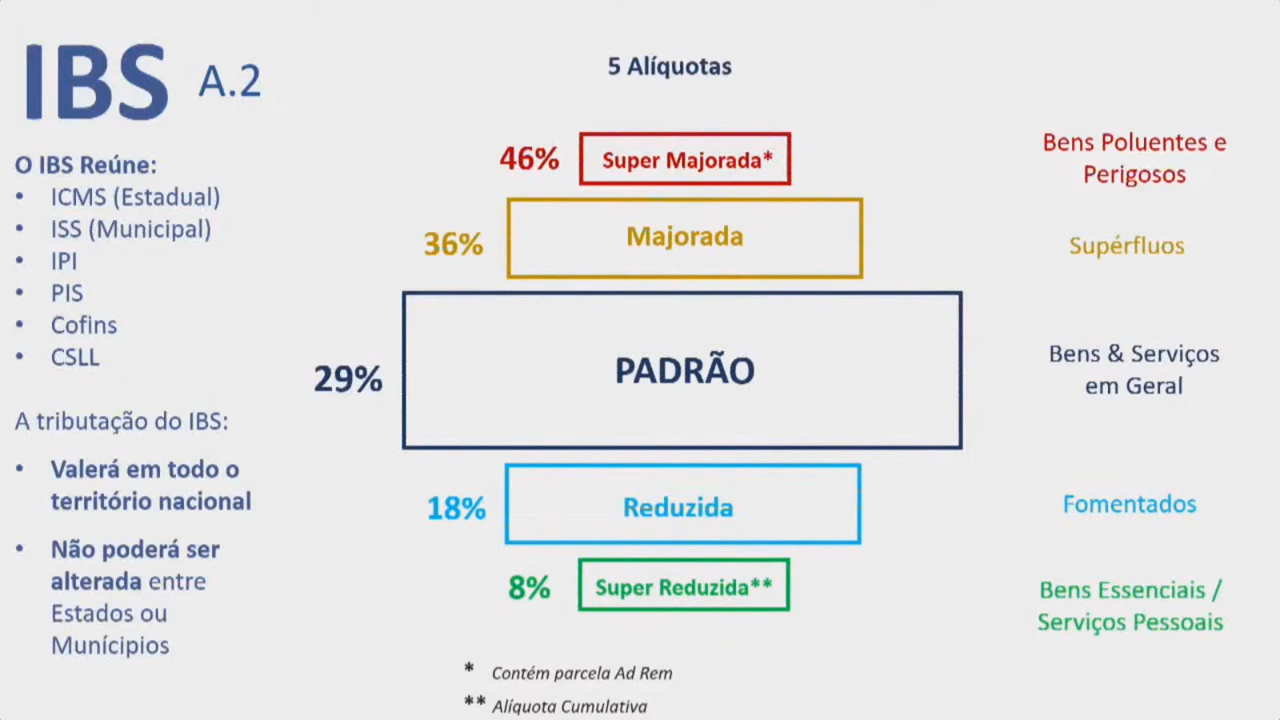 IBS A.2
O IBS Reúne:
• ICMS (Estadual)
• ISS (Municipal)
• IPI
• PIS
• Cofins
• CSLL
A tributação do IBS:
• Valerá em todo o
território nacional
• Não poderá ser
alterada entre
Estados ou
Munícipios
5 Alíquotas
46% Super Majorada* Bens Poluentes e
Perigosos
36% Majorada Supérfluos
29% PADRÃO Bens & Serviços
em Geral
18% Reduzida Fomentados
8% Super Reduzida** Bens Essenciais /
Serviços Pessoais
* Contém parcela Ad Rem
** Alíquota Cumulativa